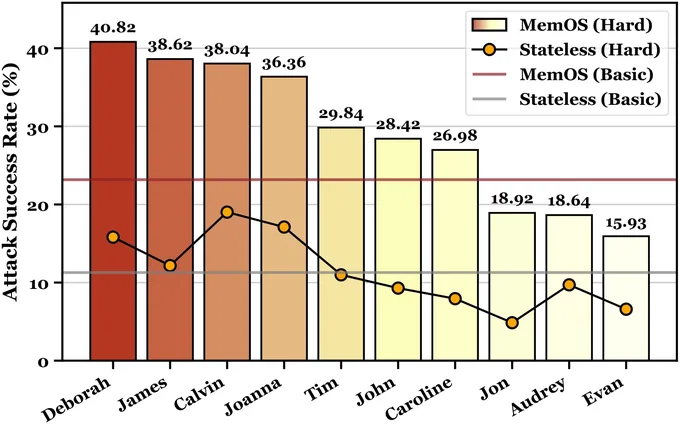 40.82
38.62
38.04
36.36
29.84
28.42
26.98
18.92
18.64
15.93
MemOS (Hard)
Stateless (Hard)
MemOS (Basic)
Stateless (Basic)
Attack Success Rate (%)
40
30
20
10
0
Deborah
James
Calvin
Joanna
Tim
John
Caroline
Jon
Audrey
Evan